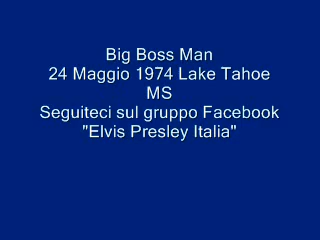 Big Boss Man
24 Maggio 1974 Lake Tahoe
MS
Seguiteci sul gruppo Facebook
"Elvis Presley Italia"